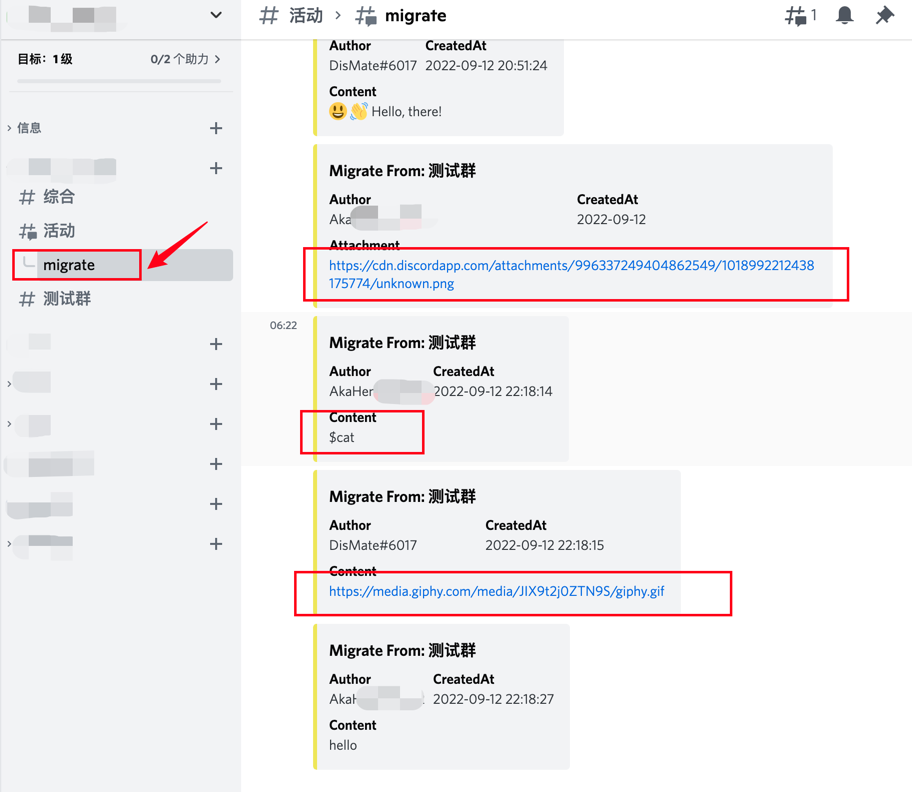 目标：1级
0/2 个助力
信息
综合
活动
migrate
测试群
活动
migrate
1
Author
CreatedAt
DisMate#6017
2022-09-12 20:51:24
Content
😃👋 Hello, there!
Migrate From: 测试群
Author
CreatedAt
Aka
2022-09-12
Attachment
https://cdn.discordapp.com/attachments/996337249404862549/1018992212438
175774/unknown.png
06:22
Migrate From: 测试群
Author
CreatedAt
AkaHer
2022-09-12 22:18:14
Content
$cat
Migrate From: 测试群
Author
CreatedAt
DisMate#6017
2022-09-12 22:18:15
Content
https://media.giphy.com/media/JIX9t2j0ZTN9S/giphy.gif
Migrate From: 测试群
Author
CreatedAt
2022-09-12 22:18:27
Content
hello